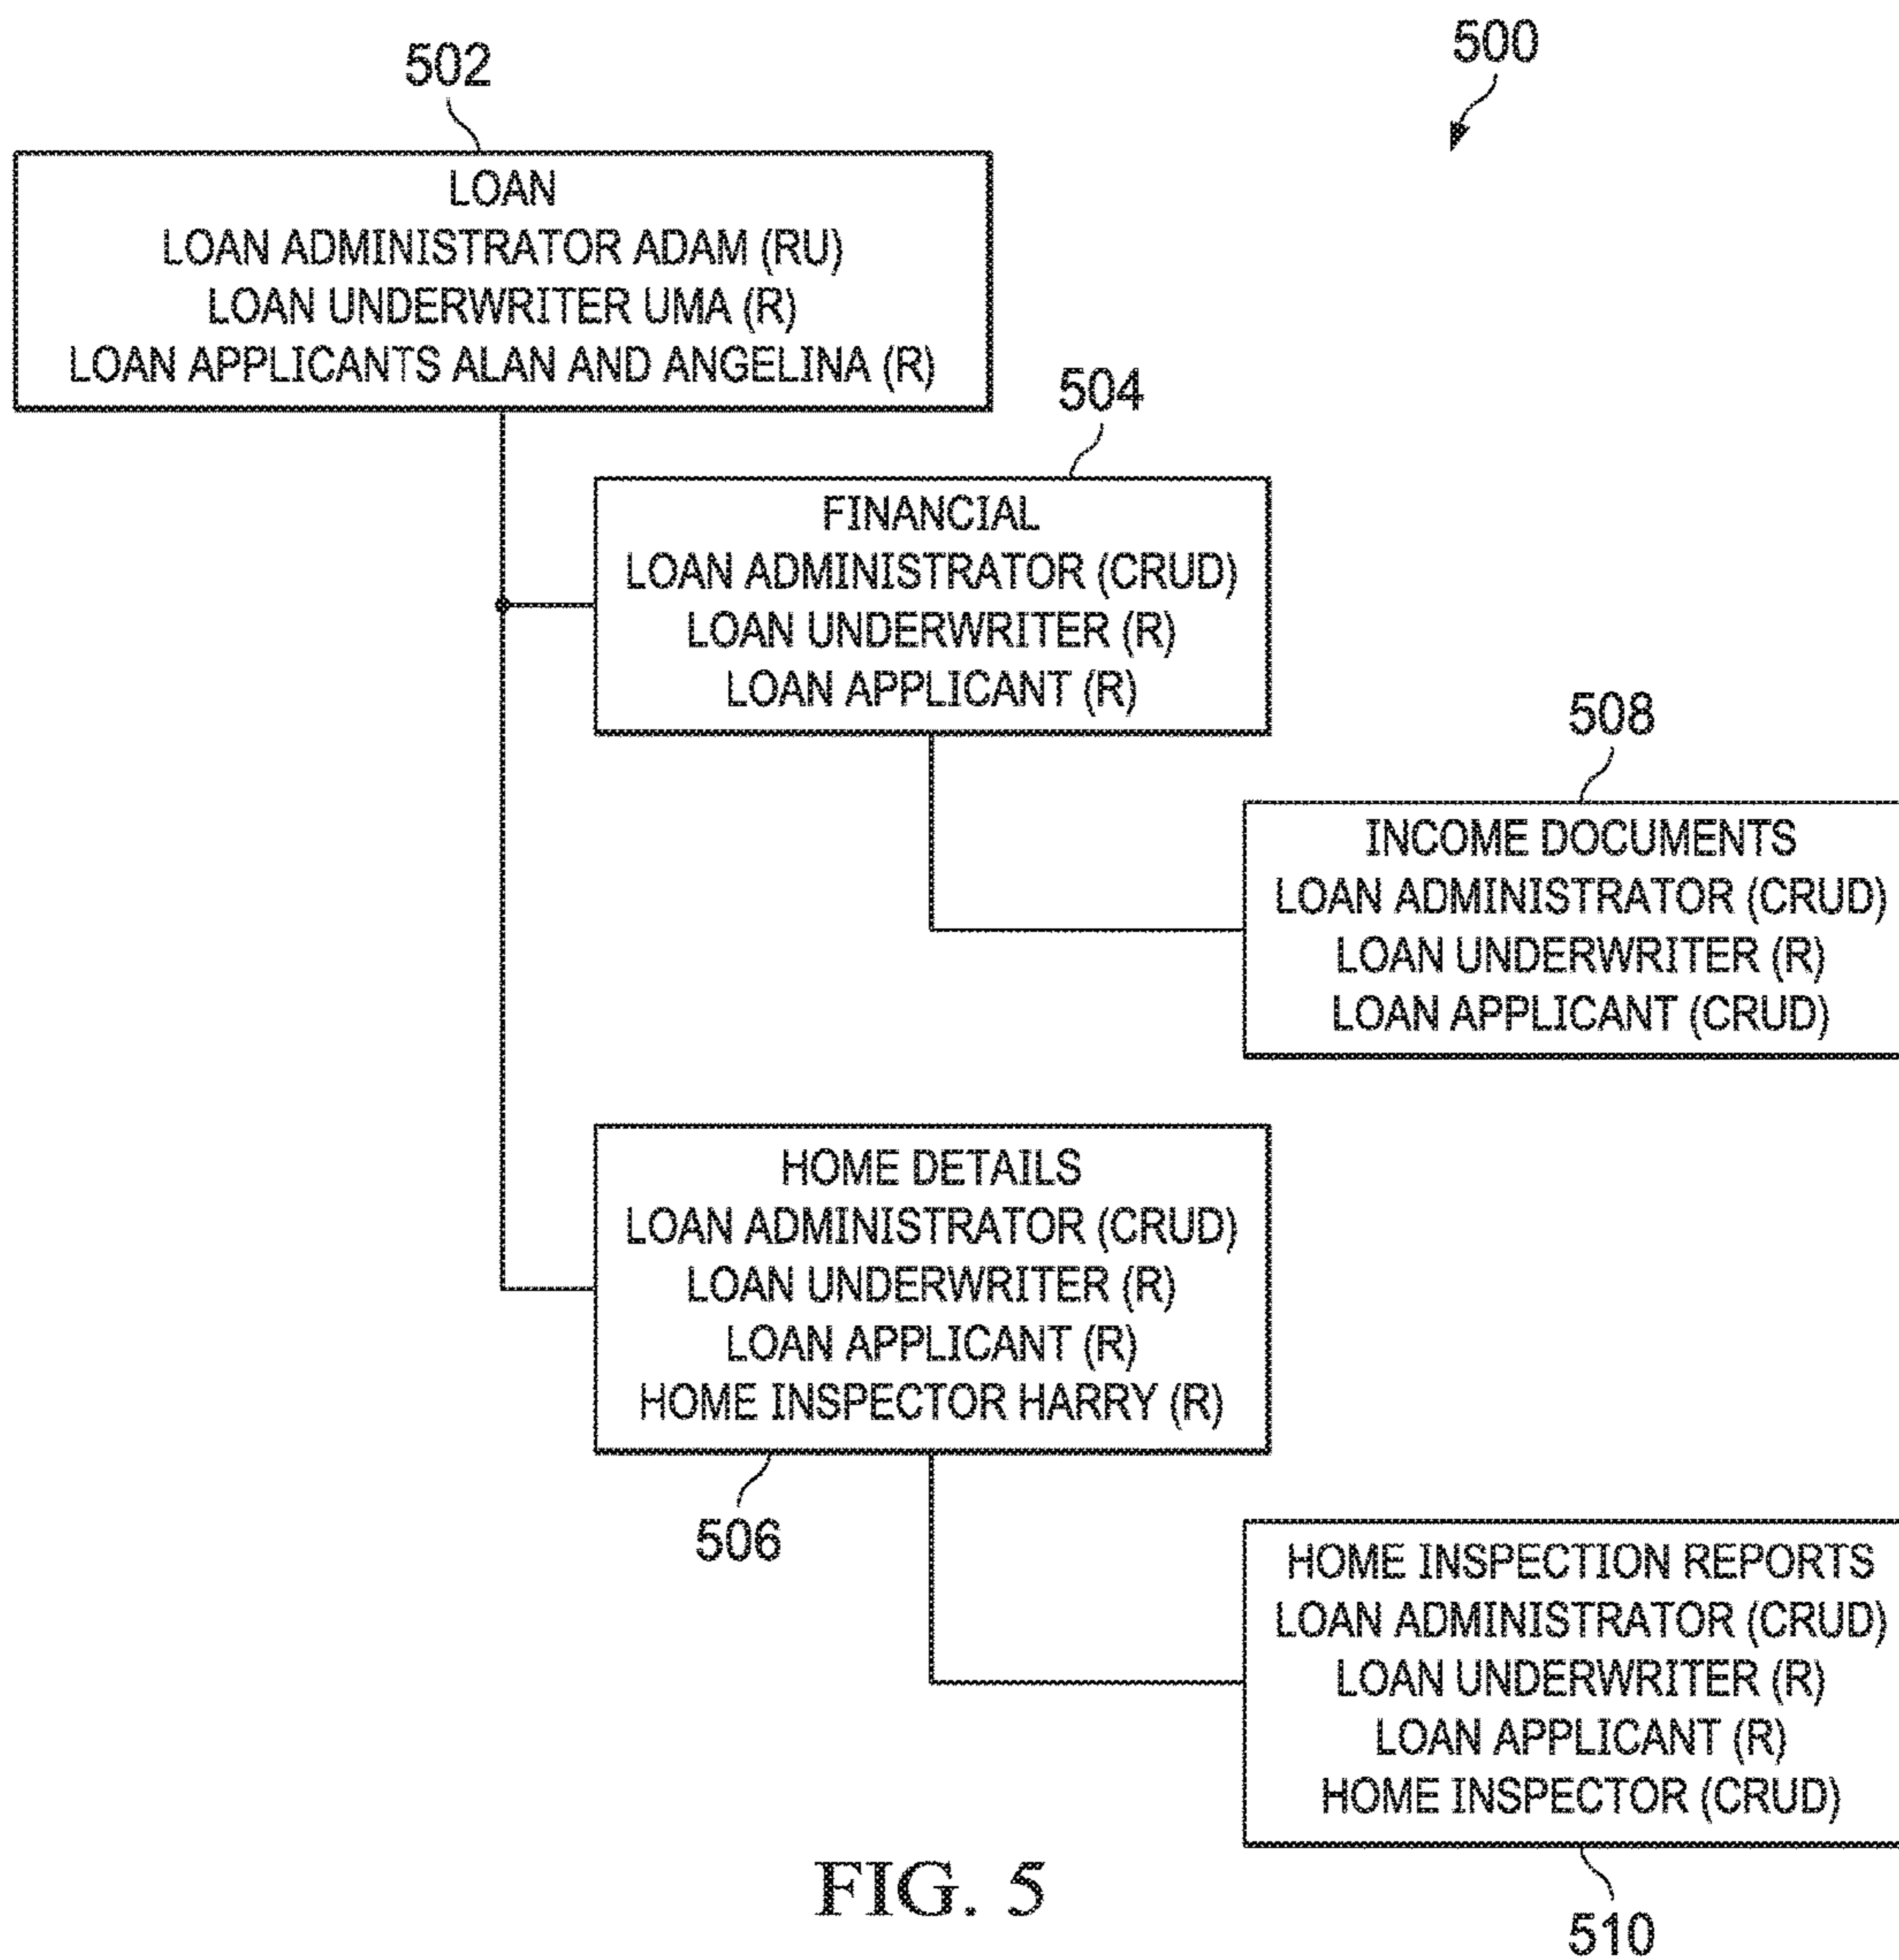 500
502
LOAN
LOAN ADMINISTRATOR ADAM (RU)
LOAN UNDERWRITER UMA (R)
LOAN APPLICANTS ALAN AND ANGELINA (R)
504
FINANCIAL
LOAN ADMINISTRATOR (CRUD)
LOAN UNDERWRITER (R)
LOAN APPLICANT (R)
508
INCOME DOCUMENTS
LOAN ADMINISTRATOR (CRUD)
LOAN UNDERWRITER (R)
LOAN APPLICANT (CRUD)
HOME DETAILS
LOAN ADMINISTRATOR (CRUD)
LOAN UNDERWRITER (R)
LOAN APPLICANT (R)
HOME INSPECTOR HARRY (R)
506
HOME INSPECTION REPORTS
LOAN ADMINISTRATOR (CRUD)
LOAN UNDERWRITER (R)
LOAN APPLICANT (R)
HOME INSPECTOR (CRUD)
510
FIG. 5